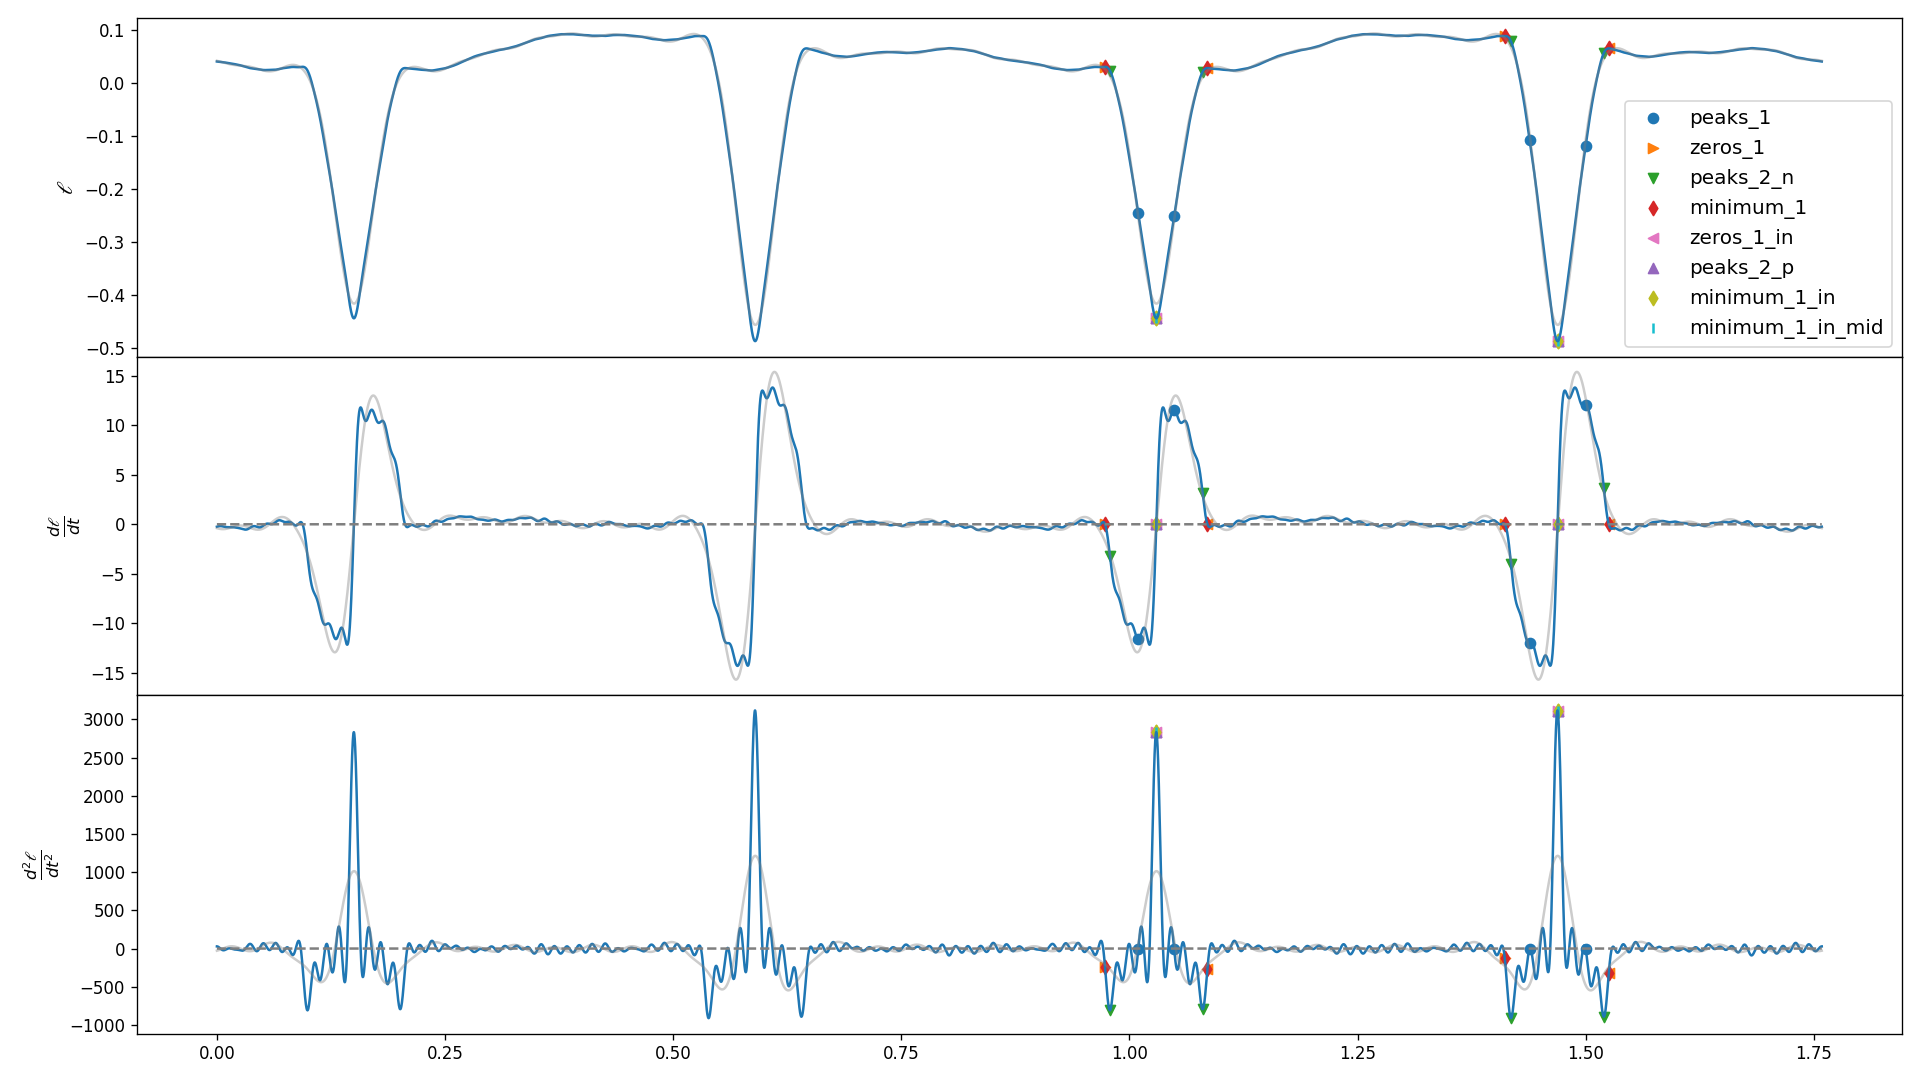 0.1
0.0
−0.1
−0.2
−0.3
−0.4
−0.5
ℓ
peaks_1
zeros_1
peaks_2_n
minimum_1
zeros_1_in
peaks_2_p
minimum_1_in
minimum_1_in_mid
15
10
5
0
−5
−10
−15
dℓ
dt
3000
2500
2000
1500
1000
500
0
−500
−1000
d²ℓ
dt²
0.00 0.25 0.50 0.75 1.00 1.25 1.50 1.75